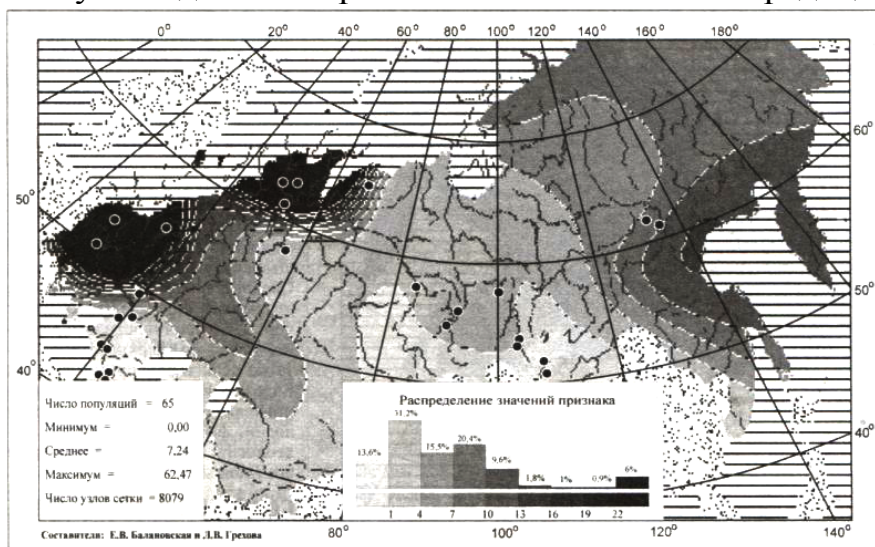 0° 20° 40° 60° 80° 100° 120° 140° 160° 180°
60°
50°
50°
40°
40°
Число популяций = 65
Минимум = 0,00
Среднее = 7,24
Максимум = 62,47
Число узлов сетки = 8079
Распределение значений признака
13,6% 31,2% 15,5% 20,4% 9,6% 1,8% 1% 0,9% 6%
1 4 7 10 13 16 19 22
Составители: Е.В. Балановская и Л.В. Грехова
80° 100° 120° 140°